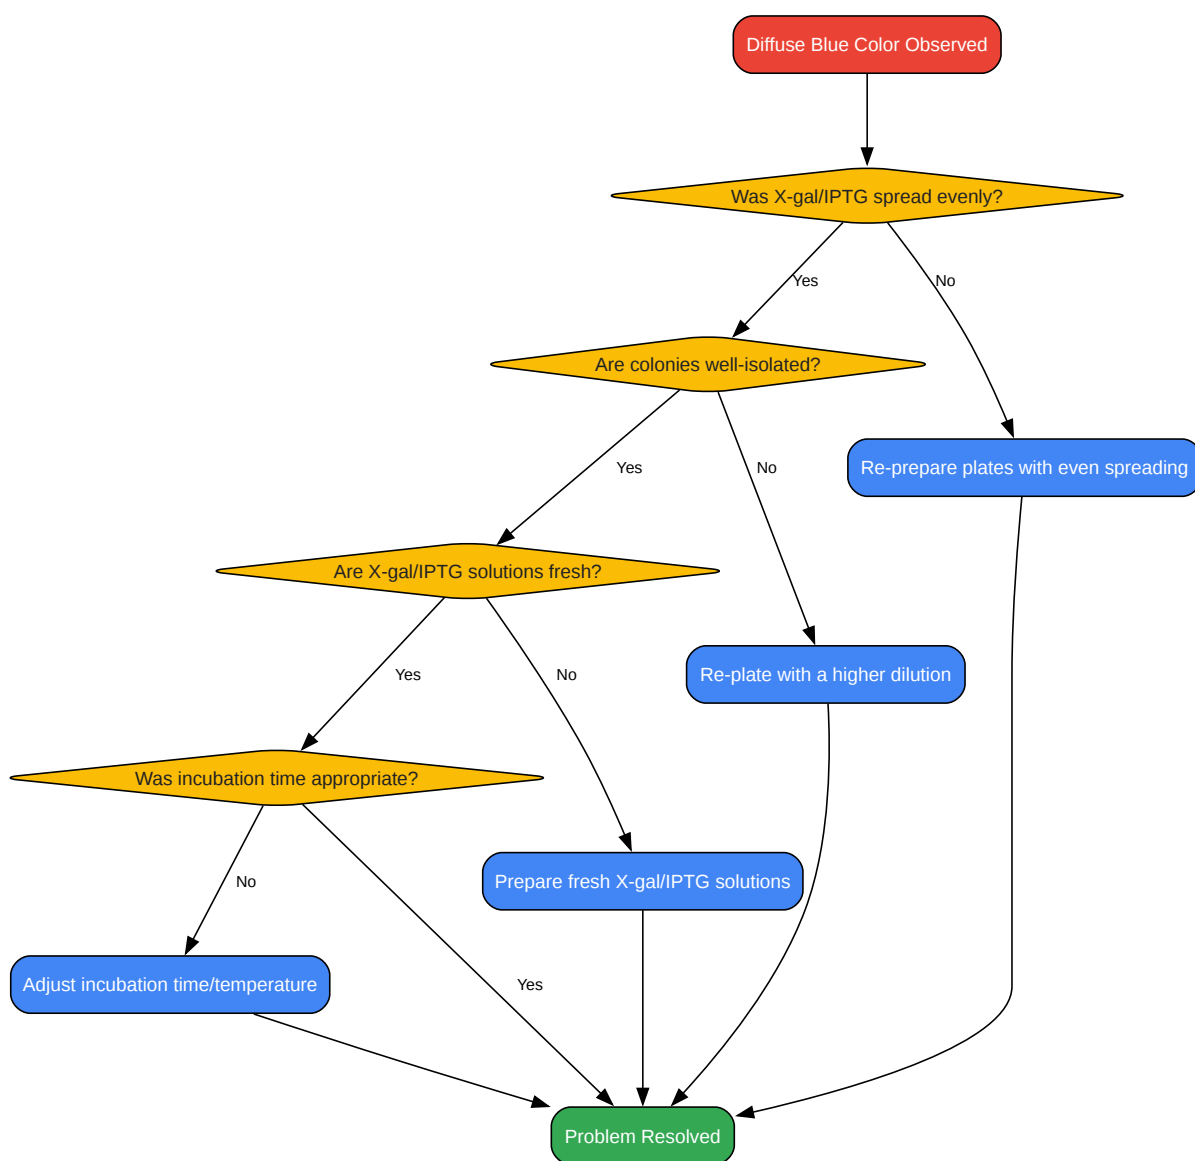 Diffuse Blue Color Observed
Was X-gal/IPTG spread evenly?
Yes
No
Are colonies well-isolated?
Re-prepare plates with even spreading
Yes
No
Are X-gal/IPTG solutions fresh?
Re-plate with a higher dilution
Yes
No
Was incubation time appropriate?
Prepare fresh X-gal/IPTG solutions
No
Adjust incubation time/temperature
Yes
Problem Resolved